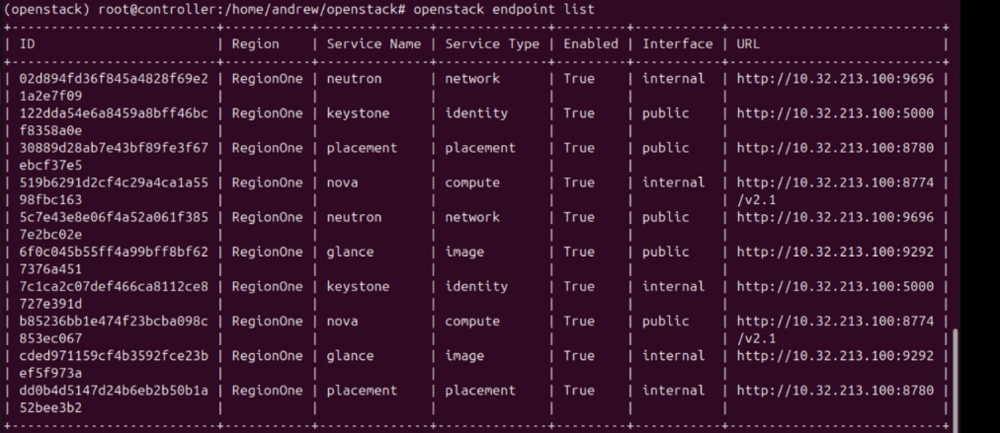 (openstack) root@controller:/home/andrew/openstack# openstack endpoint list
+--------------------------+-----------+--------------+--------------+---------+-----------+--------------------------+
| ID | Region | Service Name | Service Type | Enabled | Interface | URL |
+--------------------------+-----------+--------------+--------------+---------+-----------+--------------------------+
| 02d894fd36f845a4828f69e2 | RegionOne | neutron | network | True | internal | http://10.32.213.100:9696 |
| 1a2e7f09 | | | | | | |
| 122dda54e6a8459a8bff46bc | RegionOne | keystone | identity | True | public | http://10.32.213.100:5000 |
| f8358a0e | | | | | | |
| 30889d28ab7e43bf89fe3f67 | RegionOne | placement | placement | True | public | http://10.32.213.100:8780 |
| ebcf37e5 | | | | | | |
| 519b6291d2cf4c29a4ca1a55 | RegionOne | nova | compute | True | internal | http://10.32.213.100:8774 |
| 98fbc163 | | | | | | /v2.1 |
| 5c7e43e8e06f4a52a061f385 | RegionOne | neutron | network | True | public | http://10.32.213.100:9696 |
| 7e2bc02e | | | | | | |
| 6f0c045b55ff4a99bff8bf62 | RegionOne | glance | image | True | public | http://10.32.213.100:9292 |
| 7376a451 | | | | | | |
| 7c1ca2c07def466ca8112ce8 | RegionOne | keystone | identity | True | internal | http://10.32.213.100:5000 |
| 727e391d | | | | | | |
| b85236bb1e474f23bcba098c | RegionOne | nova | compute | True | public | http://10.32.213.100:8774 |
| 853ec067 | | | | | | /v2.1 |
| cded971159cf4b3592fce23b | RegionOne | glance | image | True | internal | http://10.32.213.100:9292 |
| ef5f973a | | | | | | |
| dd0b4d5147d24b6eb2b50b1a | RegionOne | placement | placement | True | internal | http://10.32.213.100:8780 |
| 52bee3b2 | | | | | | |
+--------------------------+-----------+--------------+--------------+---------+-----------+--------------------------+